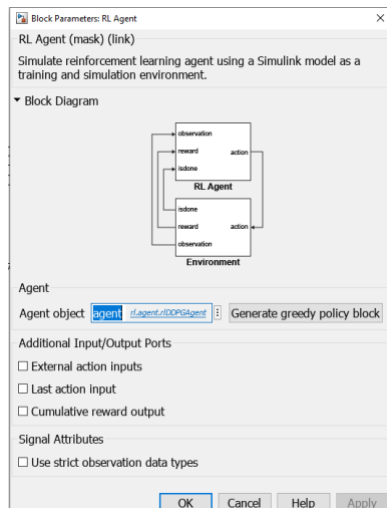 Block Parameters: RL Agent
RL Agent (mask) (link)
Simulate reinforcement learning agent using a Simulink model as a
training and simulation environment.
Block Diagram
observation
reward
action
isdone
RL Agent
isdone
reward
action
observation
Environment
Agent
Agent object agent rl.agent.rlDDPGAgent Generate greedy policy block
Additional Input/Output Ports
External action inputs
Last action input
Cumulative reward output
Signal Attributes
Use strict observation data types
OK Cancel Help Apply